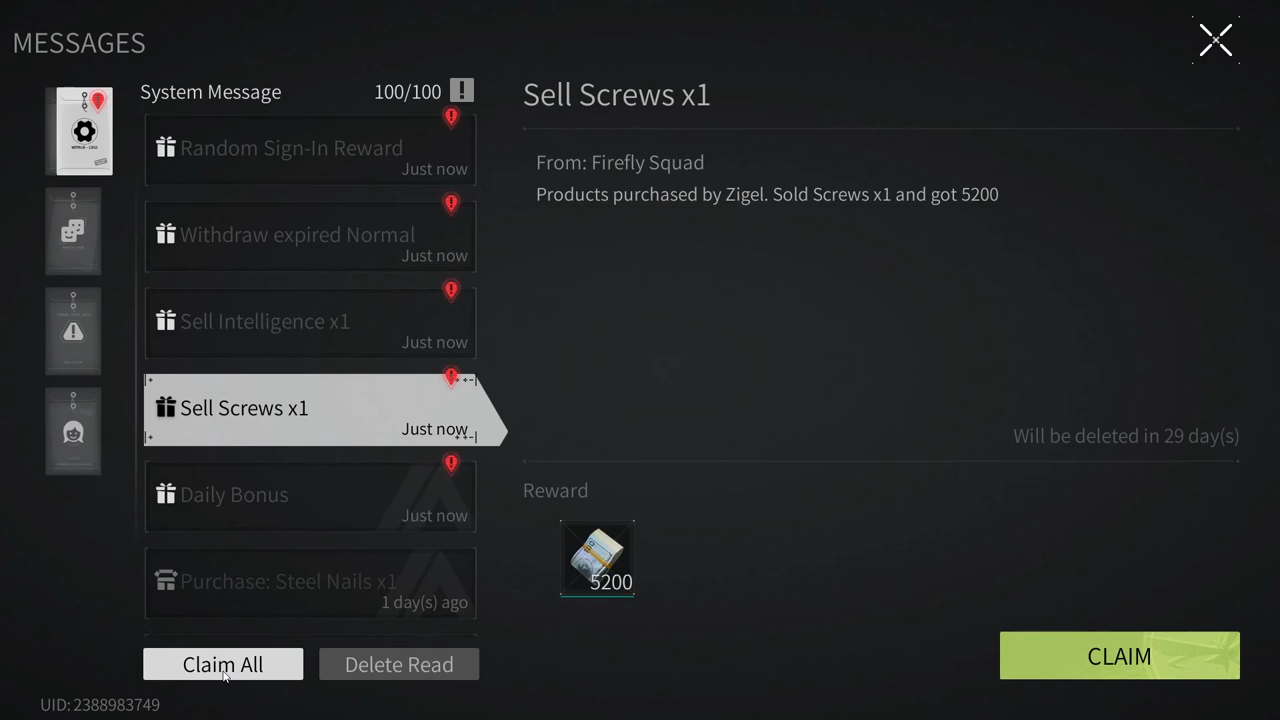 MESSAGES
System Message 100/100
Random Sign-In Reward
Just now
Withdraw expired Normal
Just now
Sell Intelligence x1
Just now
Sell Screws x1
Just now
Daily Bonus
Just now
Purchase: Steel Nails x1
1 day(s) ago
Claim All
Delete Read
UID: 2388983749
Sell Screws x1
From: Firefly Squad
Products purchased by Zigel. Sold Screws x1 and got 5200
Will be deleted in 29 day(s)
Reward
5200
CLAIM